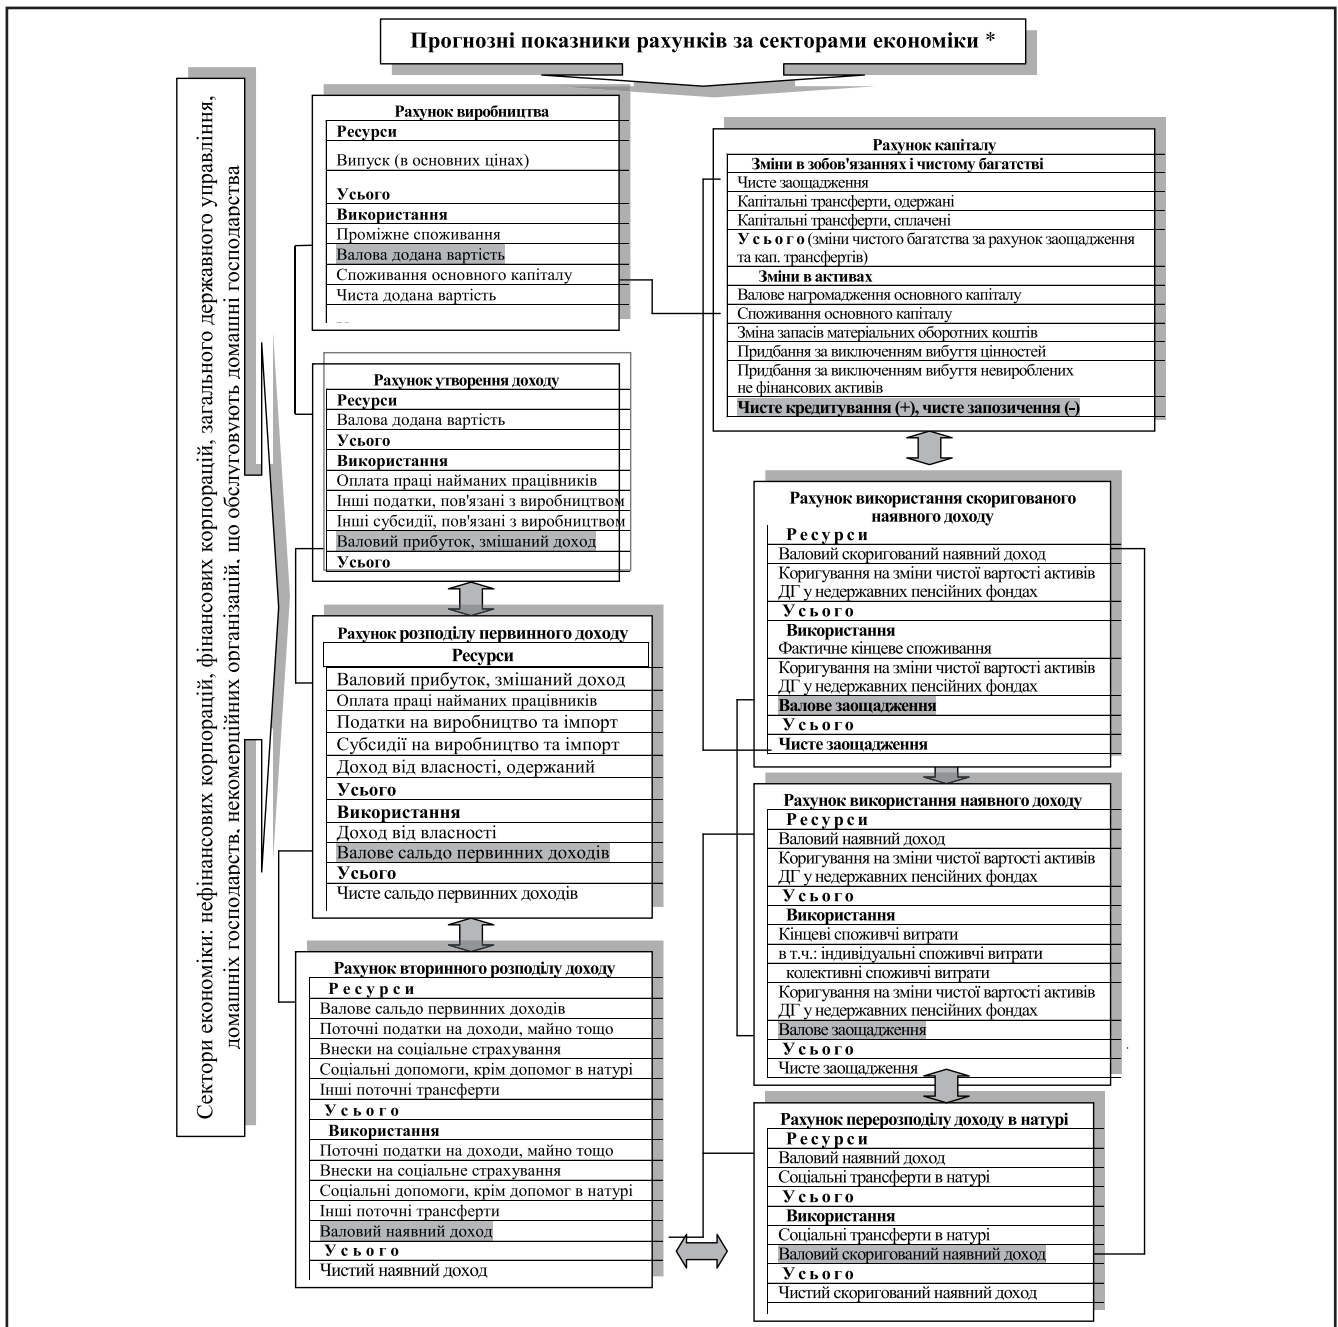 Прогнозні показники рахунків за секторами економіки *
Сектори економіки: нефінансових корпорацій, фінансових корпорацій, загального державного управління,
домашніх господарств, некомерційних організацій, що обслуговують домашні господарства
Рахунок виробництва
Ресурси
Випуск (в основних цінах)
Усього
Використання
Проміжне споживання
Валова додана вартість
Споживання основного капіталу
Чиста додана вартість
Рахунок утворення доходу
Ресурси
Валова додана вартість
Усього
Використання
Оплата праці найманих працівників
Інші податки, пов'язані з виробництвом
Інші субсидії, пов'язані з виробництвом
Валовий прибуток, змішаний доход
Усього
Рахунок розподілу первинного доходу
Ресурси
Валовий прибуток, змішаний доход
Оплата праці найманих працівників
Податки на виробництво та імпорт
Субсидії на виробництво та імпорт
Доход від власності, одержаний
Усього
Використання
Доход від власності
Валове сальдо первинних доходів
Усього
Чисте сальдо первинних доходів
Рахунок вторинного розподілу доходу
Ресурси
Валове сальдо первинних доходів
Поточні податки на доходи, майно тощо
Внески на соціальне страхування
Соціальні допомоги, крім допомог в натурі
Інші поточні трансферти
Усього
Використання
Поточні податки на доходи, майно тощо
Внески на соціальне страхування
Соціальні допомоги, крім допомог в натурі
Інші поточні трансферти
Валовий наявний доход
Усього
Чистий наявний доход
Рахунок капіталу
Зміни в зобов'язаннях і чистому багатстві
Чисте заощадження
Капітальні трансферти, одержані
Капітальні трансферти, сплачені
Усього (зміни чистого багатства за рахунок заощадження
та кап. трансфертів)
Зміни в активах
Валове нагромадження основного капіталу
Споживання основного капіталу
Зміна запасів матеріальних оборотних коштів
Придбання за виключенням вибуття цінностей
Придбання за виключенням вибуття невироблених
не фінансових активів
Чисте кредитування (+), чисте запозичення (-)
Рахунок використання скоригованого
наявного доходу
Ресурси
Валовий скоригований наявний доход
Коригування на зміни чистої вартості активів
ДГ у недержавних пенсійних фондах
Усього
Використання
Фактичне кінцеве споживання
Коригування на зміни чистої вартості активів
ДГ у недержавних пенсійних фондах
Валове заощадження
Усього
Чисте заощадження
Рахунок використання наявного доходу
Ресурси
Валовий наявний доход
Коригування на зміни чистої вартості активів
ДГ у недержавних пенсійних фондах
Усього
Використання
Кінцеві споживчі витрати
в т.ч.: індивідуальні споживчі витрати
колективні споживчі витрати
Коригування на зміни чистої вартості активів
ДГ у недержавних пенсійних фондах
Валове заощадження
Усього
Чисте заощадження
Рахунок перерозподілу доходу в натурі
Ресурси
Валовий наявний доход
Соціальні трансферти в натурі
Усього
Використання
Соціальні трансферти в натурі
Валовий скоригований наявний доход
Усього
Чистий скоригований наявний доход